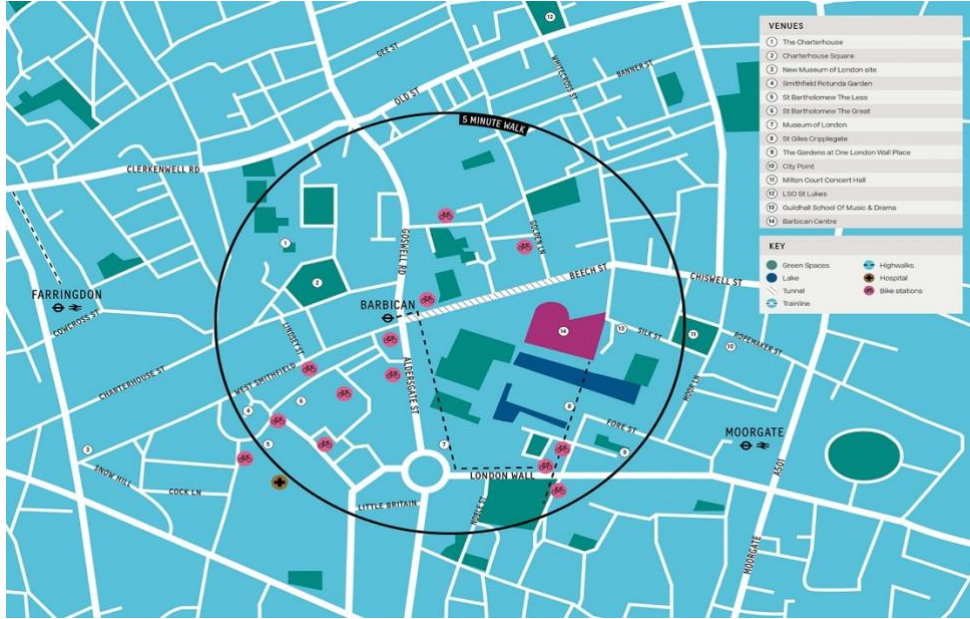 12
GEE ST
WHITECROSS ST
BANNER ST
OLD ST
5 MINUTE WALK
CLERKENWELL RD
GOSWELL RD
GOLDEN LN
1
2
BEECH ST
CHISWELL ST
FARRINGDON
COWCROSS ST
BARBICAN
LINDSEY ST
14
13
SILK ST
11
ROPEMAKER ST
10
CHARTERHOUSE ST
WEST SMITHFIELD
ALDERSGATE ST
MOOR LN
6
4
8
FORE ST
MOORGATE
3
5
7
9
SNOW HILL
COCK LN
LONDON WALL
A501
LITTLE BRITAIN
NOBLE ST
MOORGATE
VENUES
1 The Charterhouse
2 Charterhouse Square
3 New Museum of London site
4 Smithfield Rotunda Garden
5 St Bartholomew The Less
6 St Bartholomew The Great
7 Museum of London
8 St Giles Cripplegate
9 The Gardens at One London Wall Place
10 City Point
11 Milton Court Concert Hall
12 LSO St Lukes
13 Guildhall School Of Music & Drama
14 Barbican Centre
KEY
Green Spaces
Lake
Tunnel
Trainline
Highwalks
Hospital
Bike stations